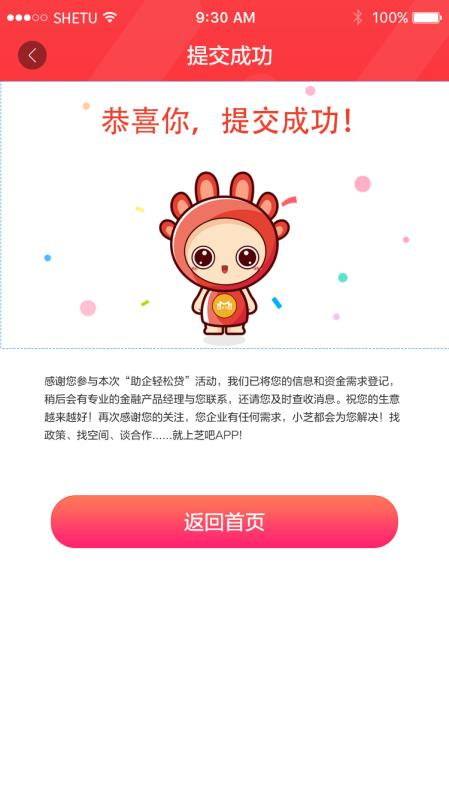 SHETU 9:30 AM 100%
提交成功
恭喜你，提交成功！
感谢您参与本次“助企轻松贷”活动，我们已将您的信息和资金需求登记，
稍后会有专业的金融产品经理与您联系，还请您及时查收消息。祝您的生意
越来越好！再次感谢您的关注，您企业有任何需求，小芝都会为您解决！找
政策、找空间、谈合作......就上芝吧APP！
返回首页